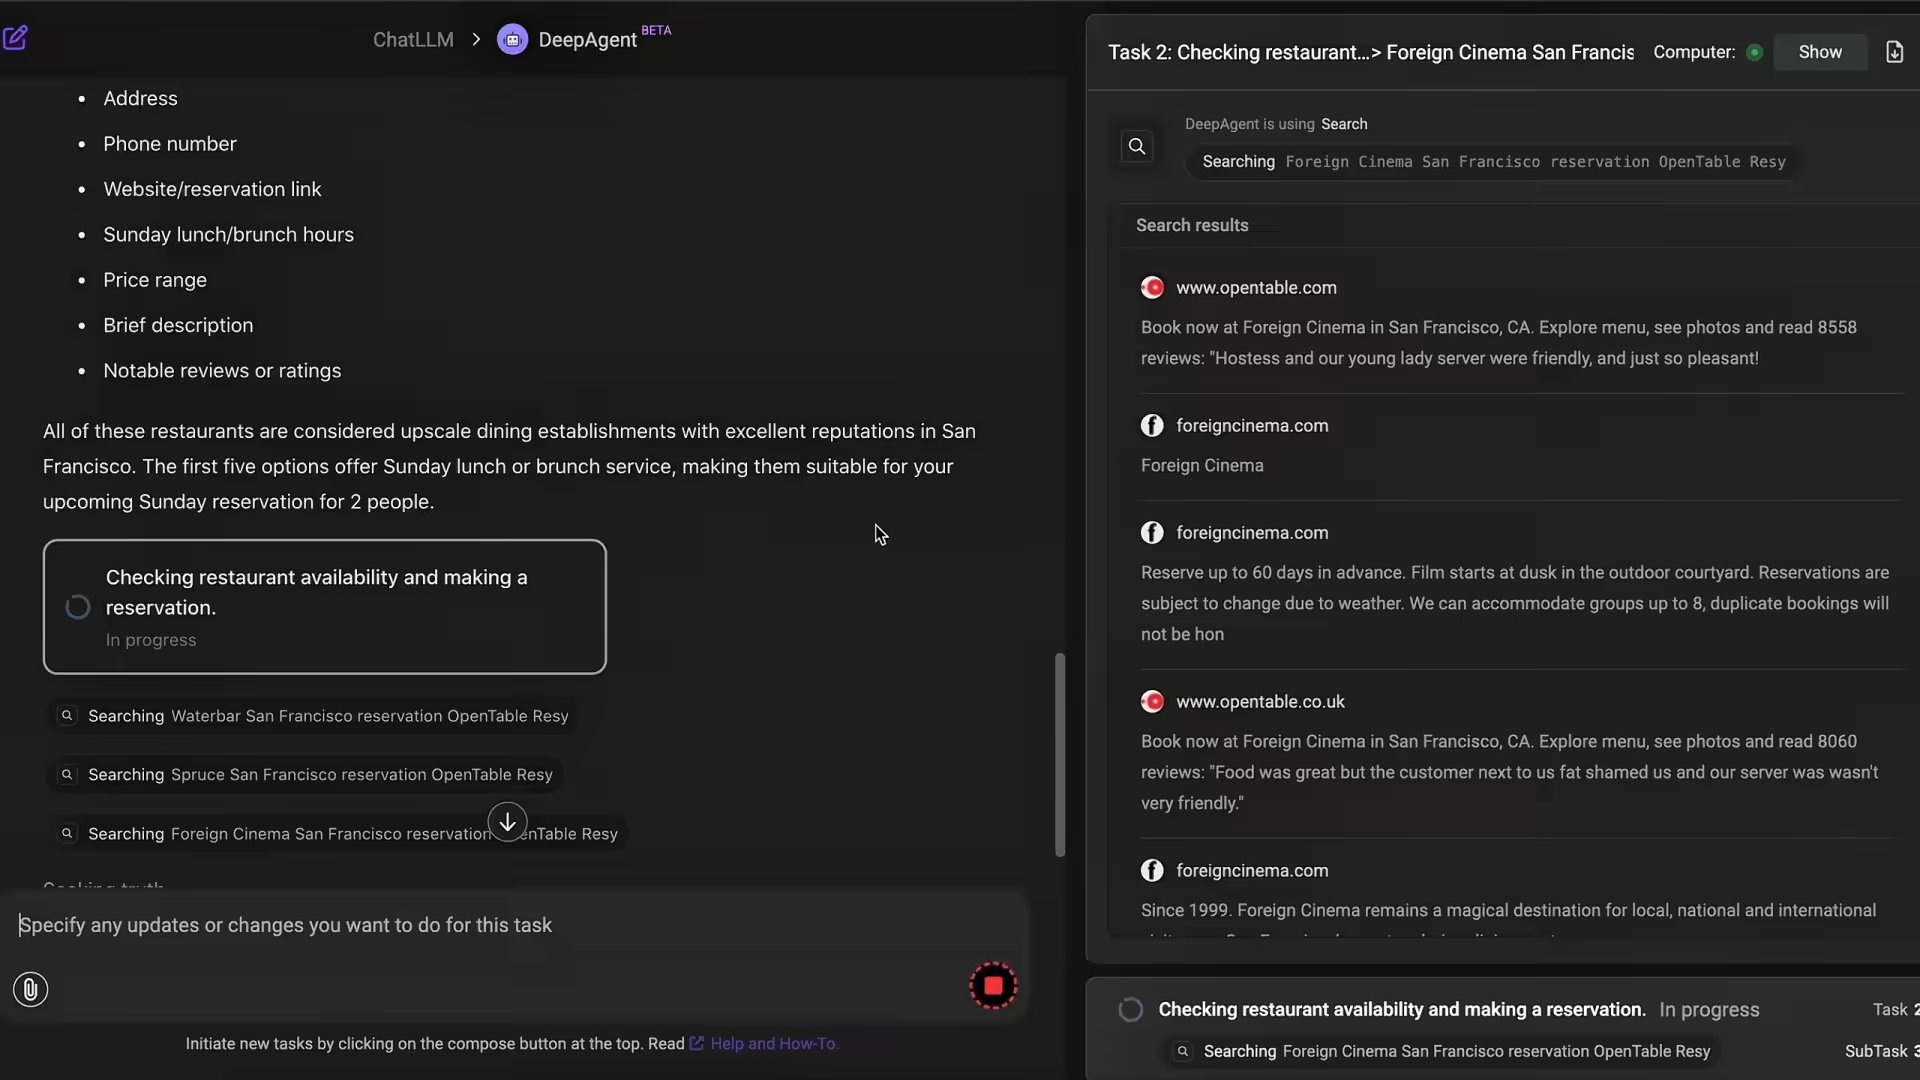 ChatLLM > DeepAgent BETA
• Address
• Phone number
• Website/reservation link
• Sunday lunch/brunch hours
• Price range
• Brief description
• Notable reviews or ratings
All of these restaurants are considered upscale dining establishments with excellent reputations in San
Francisco. The first five options offer Sunday lunch or brunch service, making them suitable for your
upcoming Sunday reservation for 2 people.
Checking restaurant availability and making a
reservation.
In progress
Searching Waterbar San Francisco reservation OpenTable Resy
Searching Spruce San Francisco reservation OpenTable Resy
Searching Foreign Cinema San Francisco reservation enTable Resy
Specify any updates or changes you want to do for this task
Initiate new tasks by clicking on the compose button at the top. Read Help and How-To.
Task 2: Checking restaurant...> Foreign Cinema San Francis
Computer: Show
DeepAgent is using Search
Searching Foreign Cinema San Francisco reservation OpenTable Resy
Search results
www.opentable.com
Book now at Foreign Cinema in San Francisco, CA. Explore menu, see photos and read 8558
reviews: "Hostess and our young lady server were friendly, and just so pleasant!
foreigncinema.com
Foreign Cinema
foreigncinema.com
Reserve up to 60 days in advance. Film starts at dusk in the outdoor courtyard. Reservations are
subject to change due to weather. We can accommodate groups up to 8, duplicate bookings will
not be hon
www.opentable.co.uk
Book now at Foreign Cinema in San Francisco, CA. Explore menu, see photos and read 8060
reviews: "Food was great but the customer next to us fat shamed us and our server was wasn't
very friendly."
foreigncinema.com
Since 1999. Foreign Cinema remains a magical destination for local, national and international
Checking restaurant availability and making a reservation. In progress Task 2
Searching Foreign Cinema San Francisco reservation OpenTable Resy SubTask 3